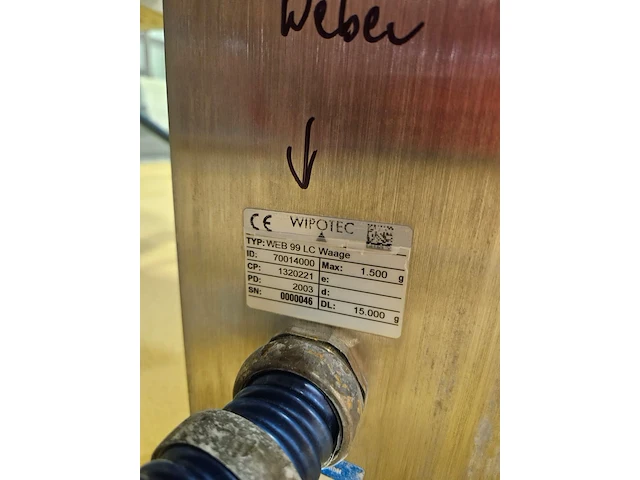 Weber
CE WIPOTEC
TYP: WEB 99 LC Waage
ID: 70014000 Max: 1.500 g
CP: 1320221 e:
PD: 2003 d:
SN: 0000046 DL: 15.000 g